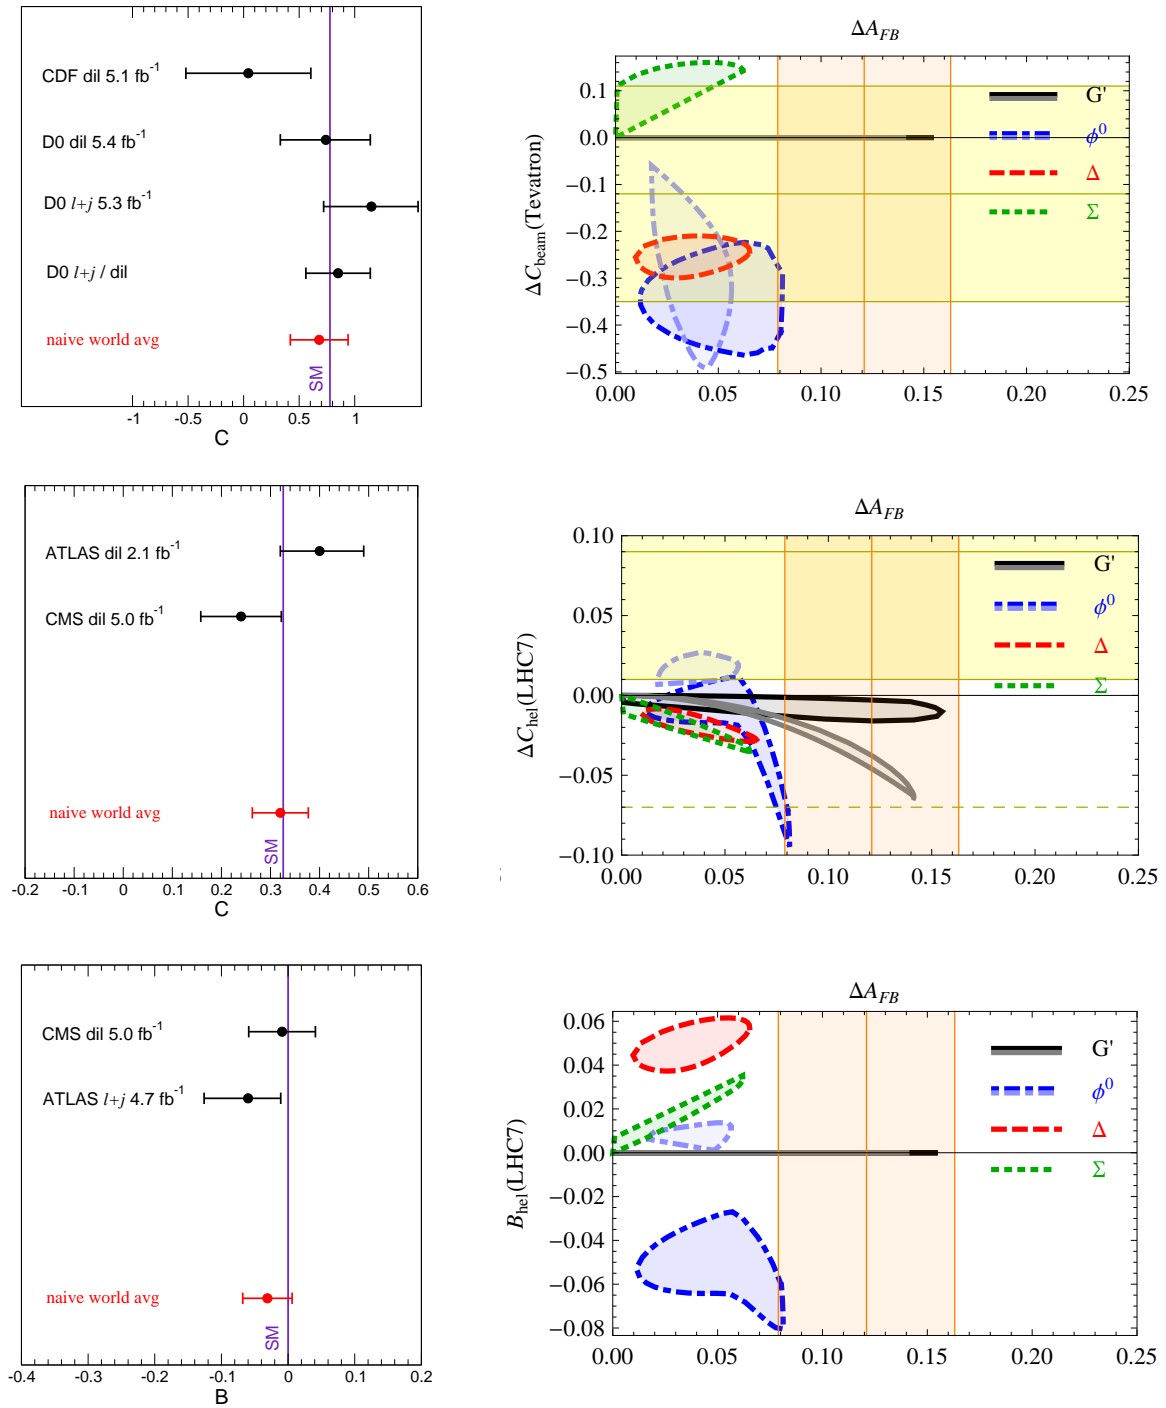 CDF dil 5.1 fb⁻¹
D0 dil 5.4 fb⁻¹
D0 l+j 5.3 fb⁻¹
D0 l+j / dil
naive world avg
SM
-1 -0.5 0 0.5 1
C
ΔA_FB
ΔC_beam(Tevatron)
0.1
0.0
−0.1
−0.2
−0.3
−0.4
−0.5
0.00 0.05 0.10 0.15 0.20 0.25
G'
ϕ⁰
Δ
Σ
ATLAS dil 2.1 fb⁻¹
CMS dil 5.0 fb⁻¹
naive world avg
SM
-0.2 -0.1 0 0.1 0.2 0.3 0.4 0.5 0.6
C
ΔA_FB
ΔC_hel(LHC7)
0.10
0.05
0.00
−0.05
−0.10
0.00 0.05 0.10 0.15 0.20 0.25
G'
ϕ⁰
Δ
Σ
CMS dil 5.0 fb⁻¹
ATLAS l+j 4.7 fb⁻¹
naive world avg
SM
-0.4 -0.3 -0.2 -0.1 0 0.1 0.2
B
ΔA_FB
B_hel(LHC7)
0.06
0.04
0.02
0.00
−0.02
−0.04
−0.06
−0.08
0.00 0.05 0.10 0.15 0.20 0.25
G'
ϕ⁰
Δ
Σ